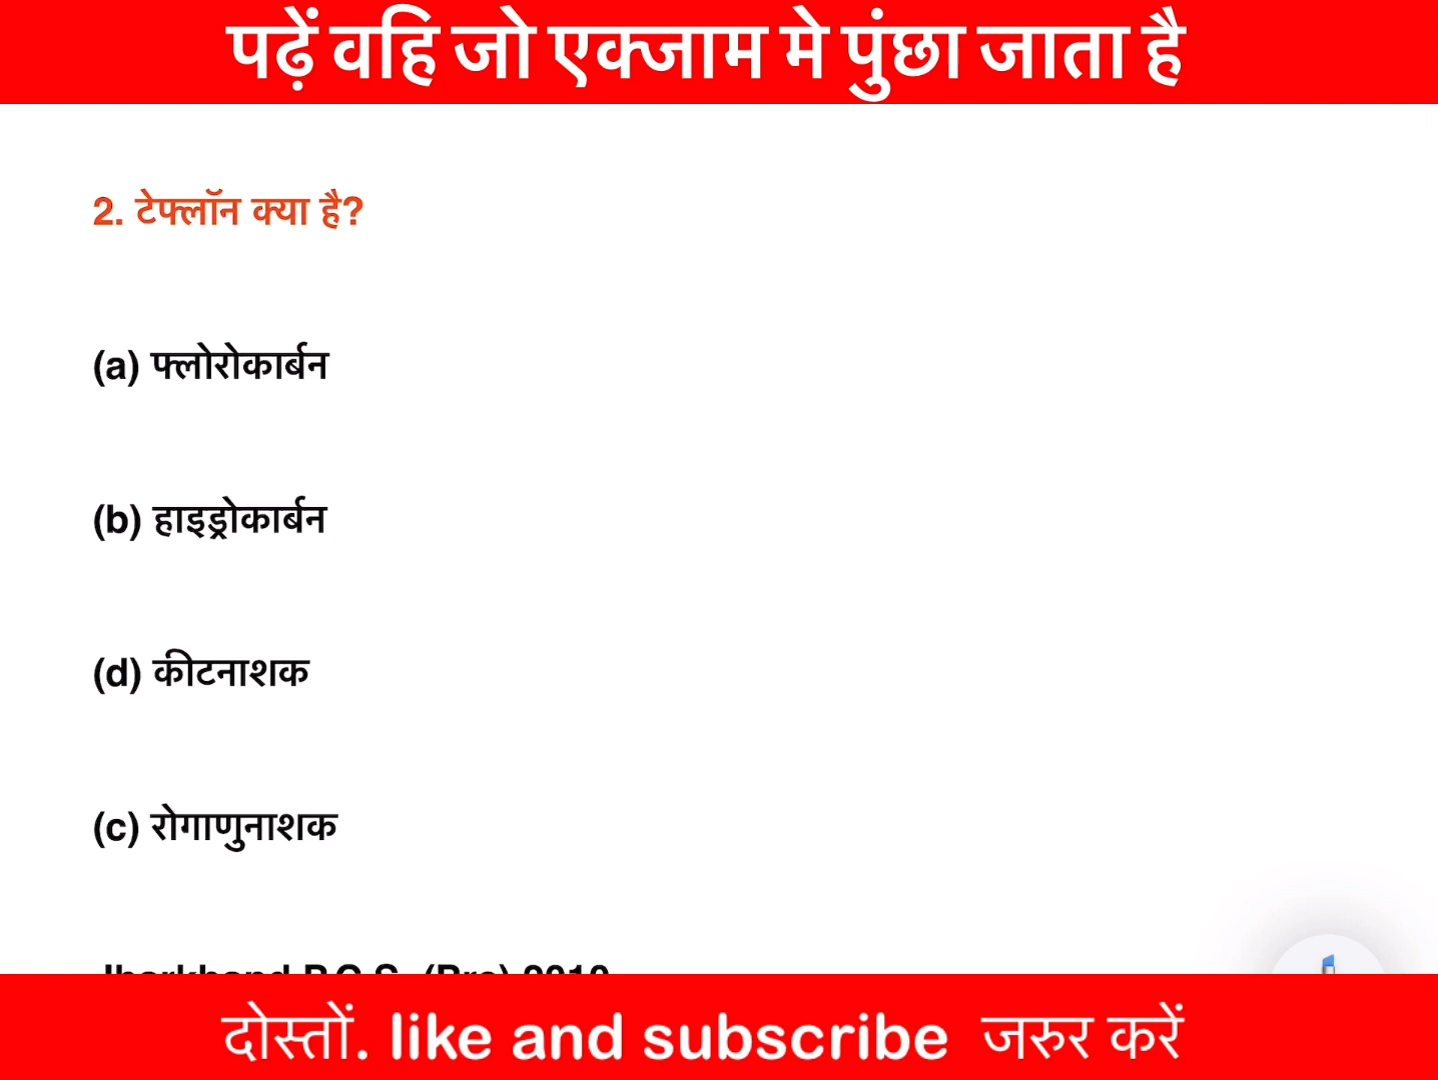 पढ़ें वहि जो एक्जाम मे पुंछा जाता है
2. टेफ्लॉन क्या है?
(a) फ्लोरोकार्बन
(b) हाइड्रोकार्बन
(d) कीटनाशक
(c) रोगाणुनाशक
दोस्तों. like and subscribe जरुर करें